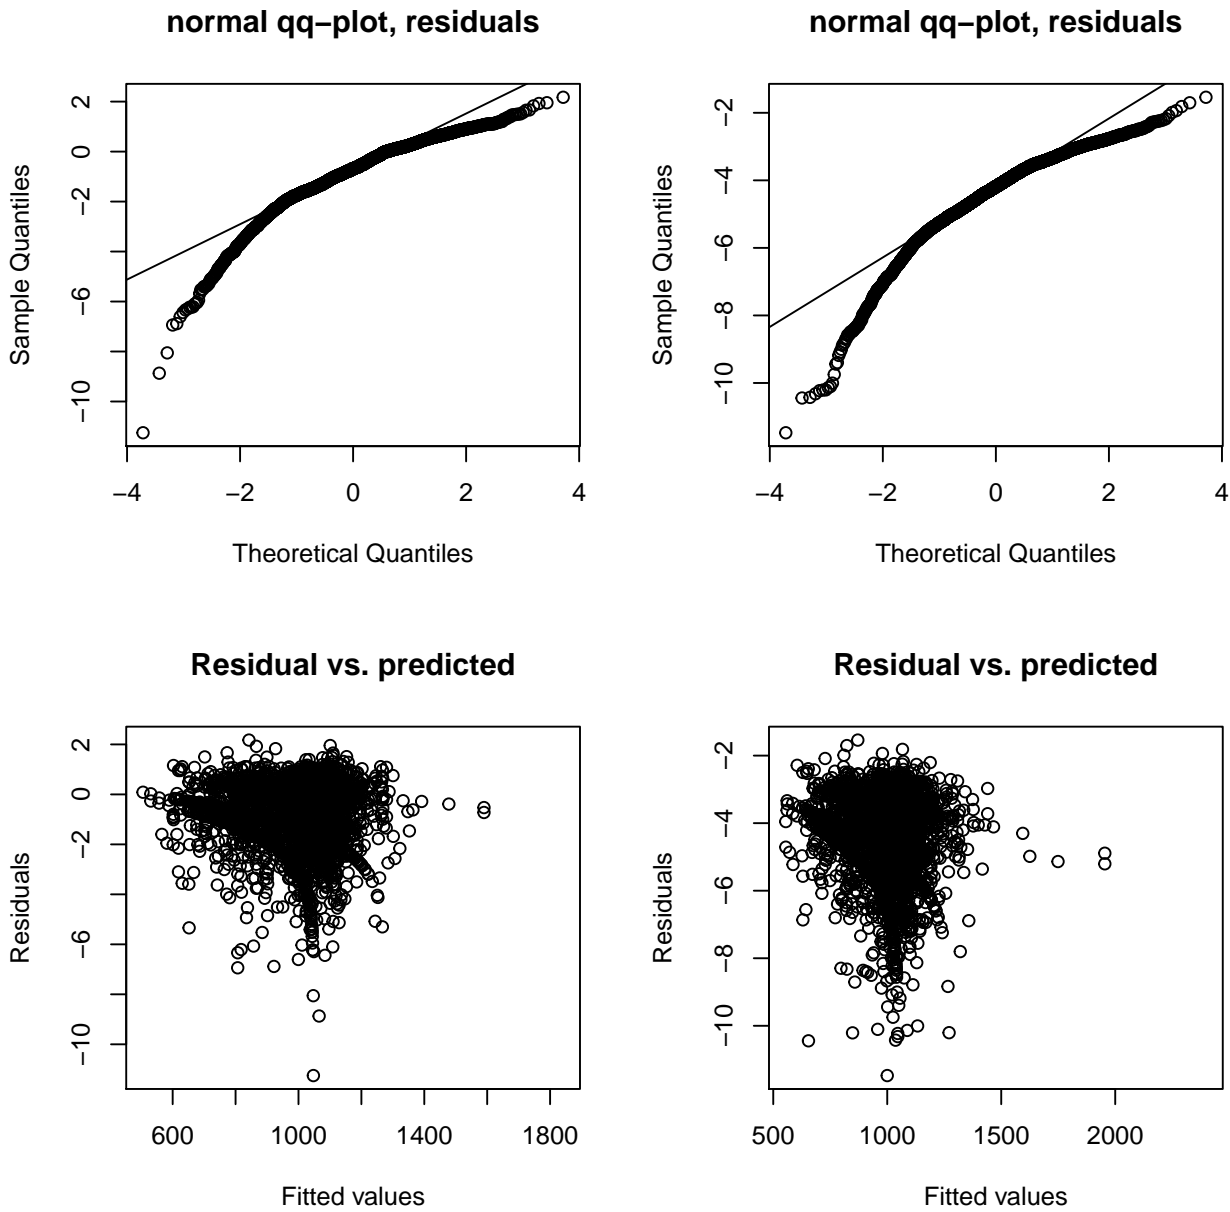 normal qq−plot, residuals
2
0
−2
−6
−10
Sample Quantiles
−4 −2 0 2 4
Theoretical Quantiles
normal qq−plot, residuals
−2
−4
−6
−8
−10
Sample Quantiles
−4 −2 0 2 4
Theoretical Quantiles
Residual vs. predicted
2
0
−2
−6
−10
Residuals
600 1000 1400 1800
Fitted values
Residual vs. predicted
−2
−4
−6
−8
−10
Residuals
500 1000 1500 2000
Fitted values